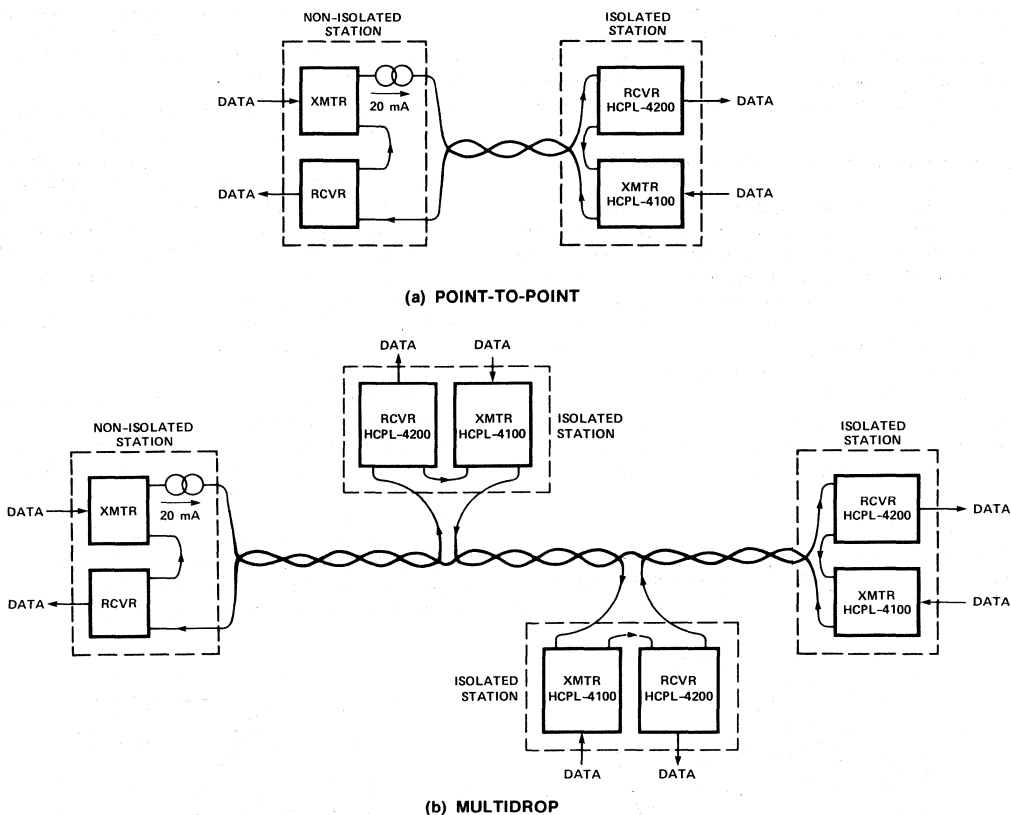 NON-ISOLATED
STATION
ISOLATED
STATION
DATA
XMTR
20 mA
RCVR
HCPL-4200
DATA
DATA
RCVR
XMTR
HCPL-4100
DATA
(a) POINT-TO-POINT
DATA
DATA
RCVR
HCPL-4200
XMTR
HCPL-4100
ISOLATED
STATION
NON-ISOLATED
STATION
ISOLATED
STATION
DATA
XMTR
20 mA
RCVR
HCPL-4200
DATA
DATA
RCVR
XMTR
HCPL-4100
DATA
ISOLATED
STATION
XMTR
HCPL-4100
RCVR
HCPL-4200
DATA
DATA
(b) MULTIDROP